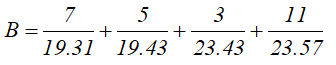 B = 7/19.31 + 5/19.43 + 3/23.43 + 11/23.57